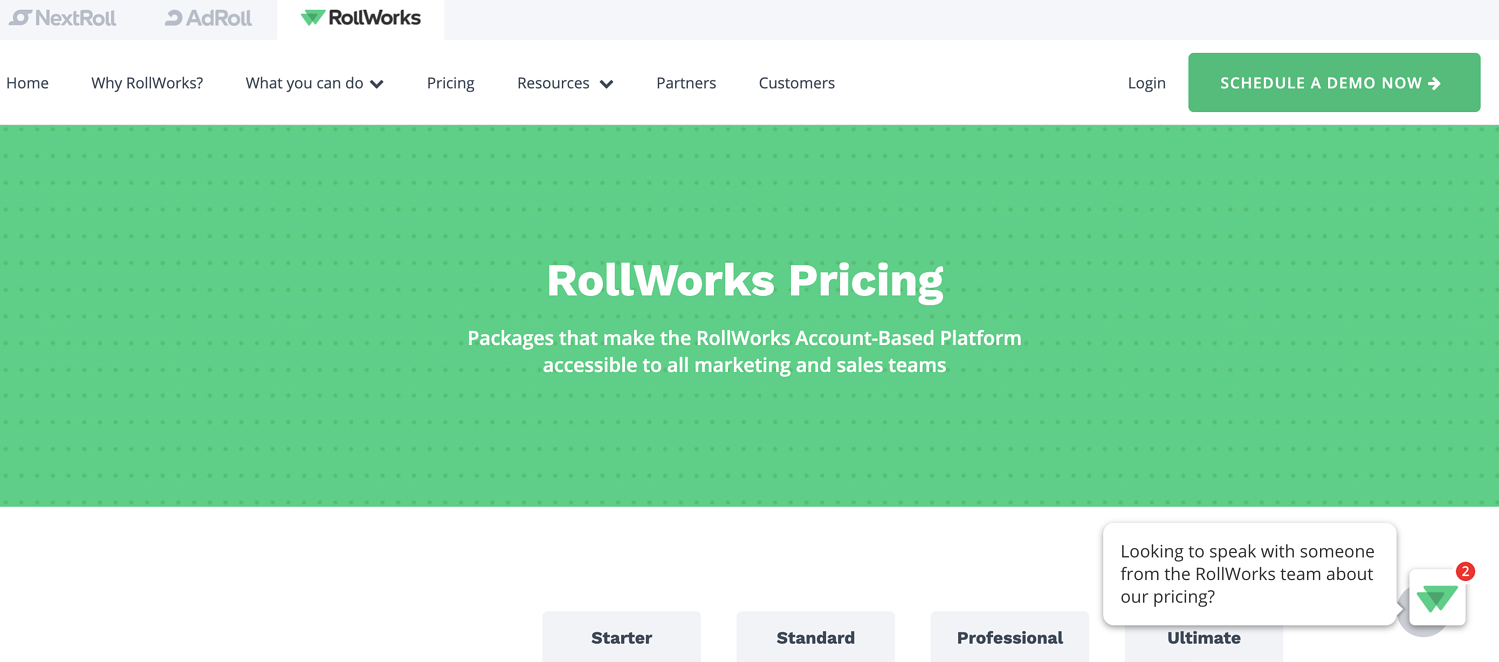 NextRoll AdRoll RollWorks
Home Why RollWorks? What you can do Pricing Resources Partners Customers Login SCHEDULE A DEMO NOW
RollWorks Pricing
Packages that make the RollWorks Account-Based Platform
accessible to all marketing and sales teams
Looking to speak with someone
from the RollWorks team about
our pricing?
2
Starter Standard Professional Ultimate